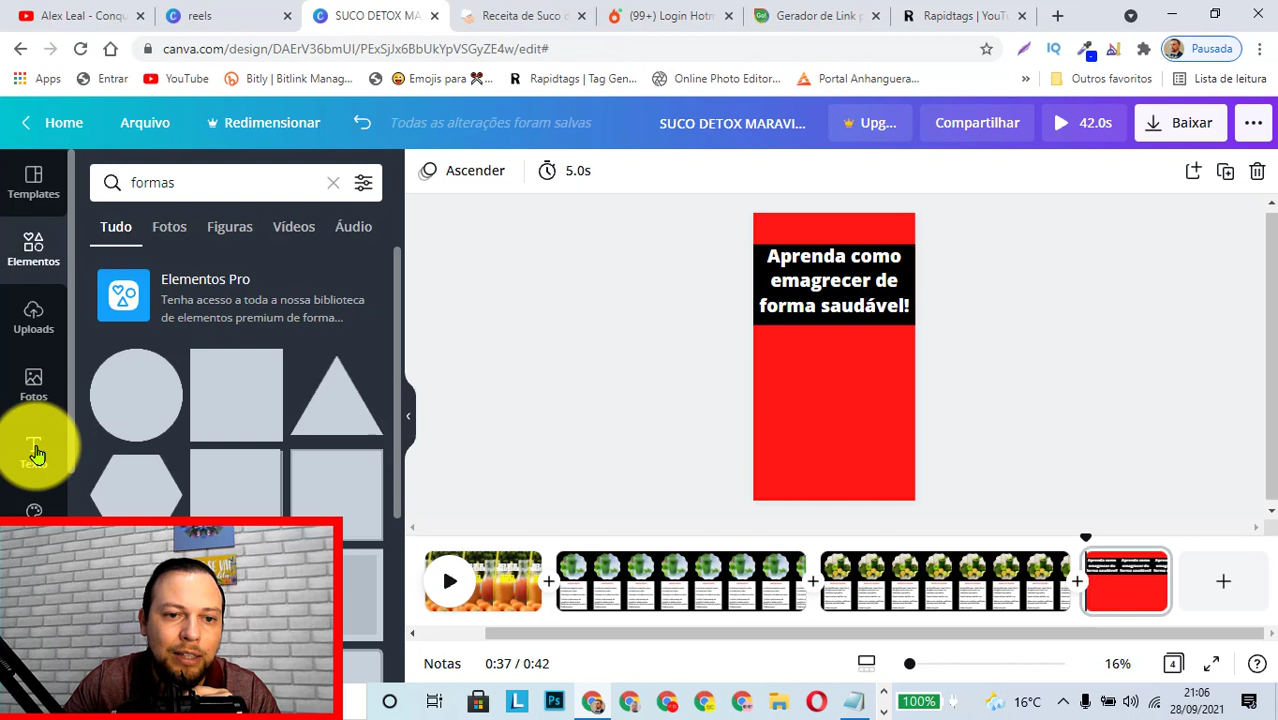 Alex Leal - Conqu
reels
SUCO DETOX MA
Receita de Suco d
(99+) Login Hotm
Gerador de Link p
Rapidtags | YouTu
canva.com/design/DAErV36bmUI/PExSjJx6BbUkYpVSGyZE4w/edit#
Pausada
Apps
Entrar
YouTube
Bitly | Bitlink Manag...
Emojis para
Rapidtags | Tag Gen...
Online Photo Editor...
Portal Anhanguera...
Outros favoritos
Lista de leitura
Home
Arquivo
Redimensionar
Todas as alterações foram salvas
SUCO DETOX MARAVI...
Upg...
Compartilhar
42.0s
Baixar
Templates
Elementos
Uploads
Fotos
Texto
formas
Tudo
Fotos
Figuras
Vídeos
Áudio
Elementos Pro
Tenha acesso a toda a nossa biblioteca
de elementos premium de forma...
Ascender
5.0s
Aprenda como
emagrecer de
forma saudável!
Notas
0:37 / 0:42
16%
4
100%
16°C
21:06
28/09/2021